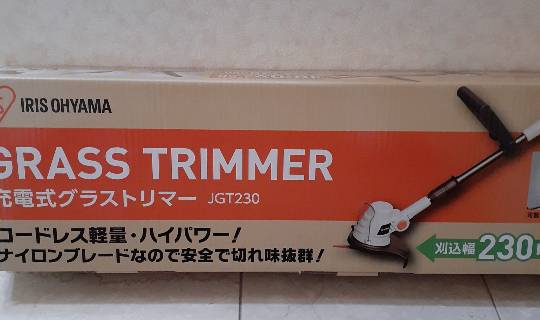 IRIS OHYAMA
GRASS TRIMMER
充電式グラストリマー JGT230
コードレス軽量・ハイパワー!
ナイロンブレードなので安全で切れ味抜群!
刈込幅 230